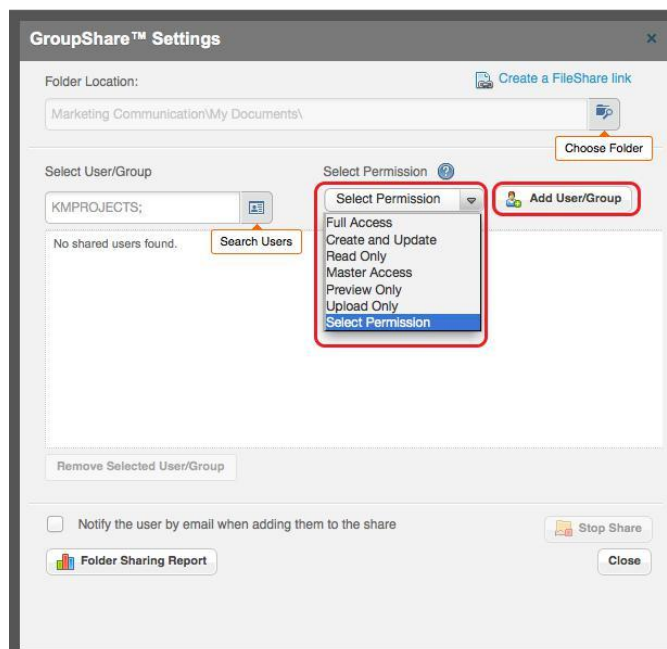 GroupShare™ Settings
×
Folder Location:
Create a FileShare link
Marketing Communication\My Documents\
Choose Folder
Select User/Group
Select Permission ?
KMPROJECTS;
Search Users
Select Permission
Add User/Group
No shared users found.
Full Access
Create and Update
Read Only
Master Access
Preview Only
Upload Only
Select Permission
Remove Selected User/Group
Notify the user by email when adding them to the share
Stop Share
Folder Sharing Report
Close